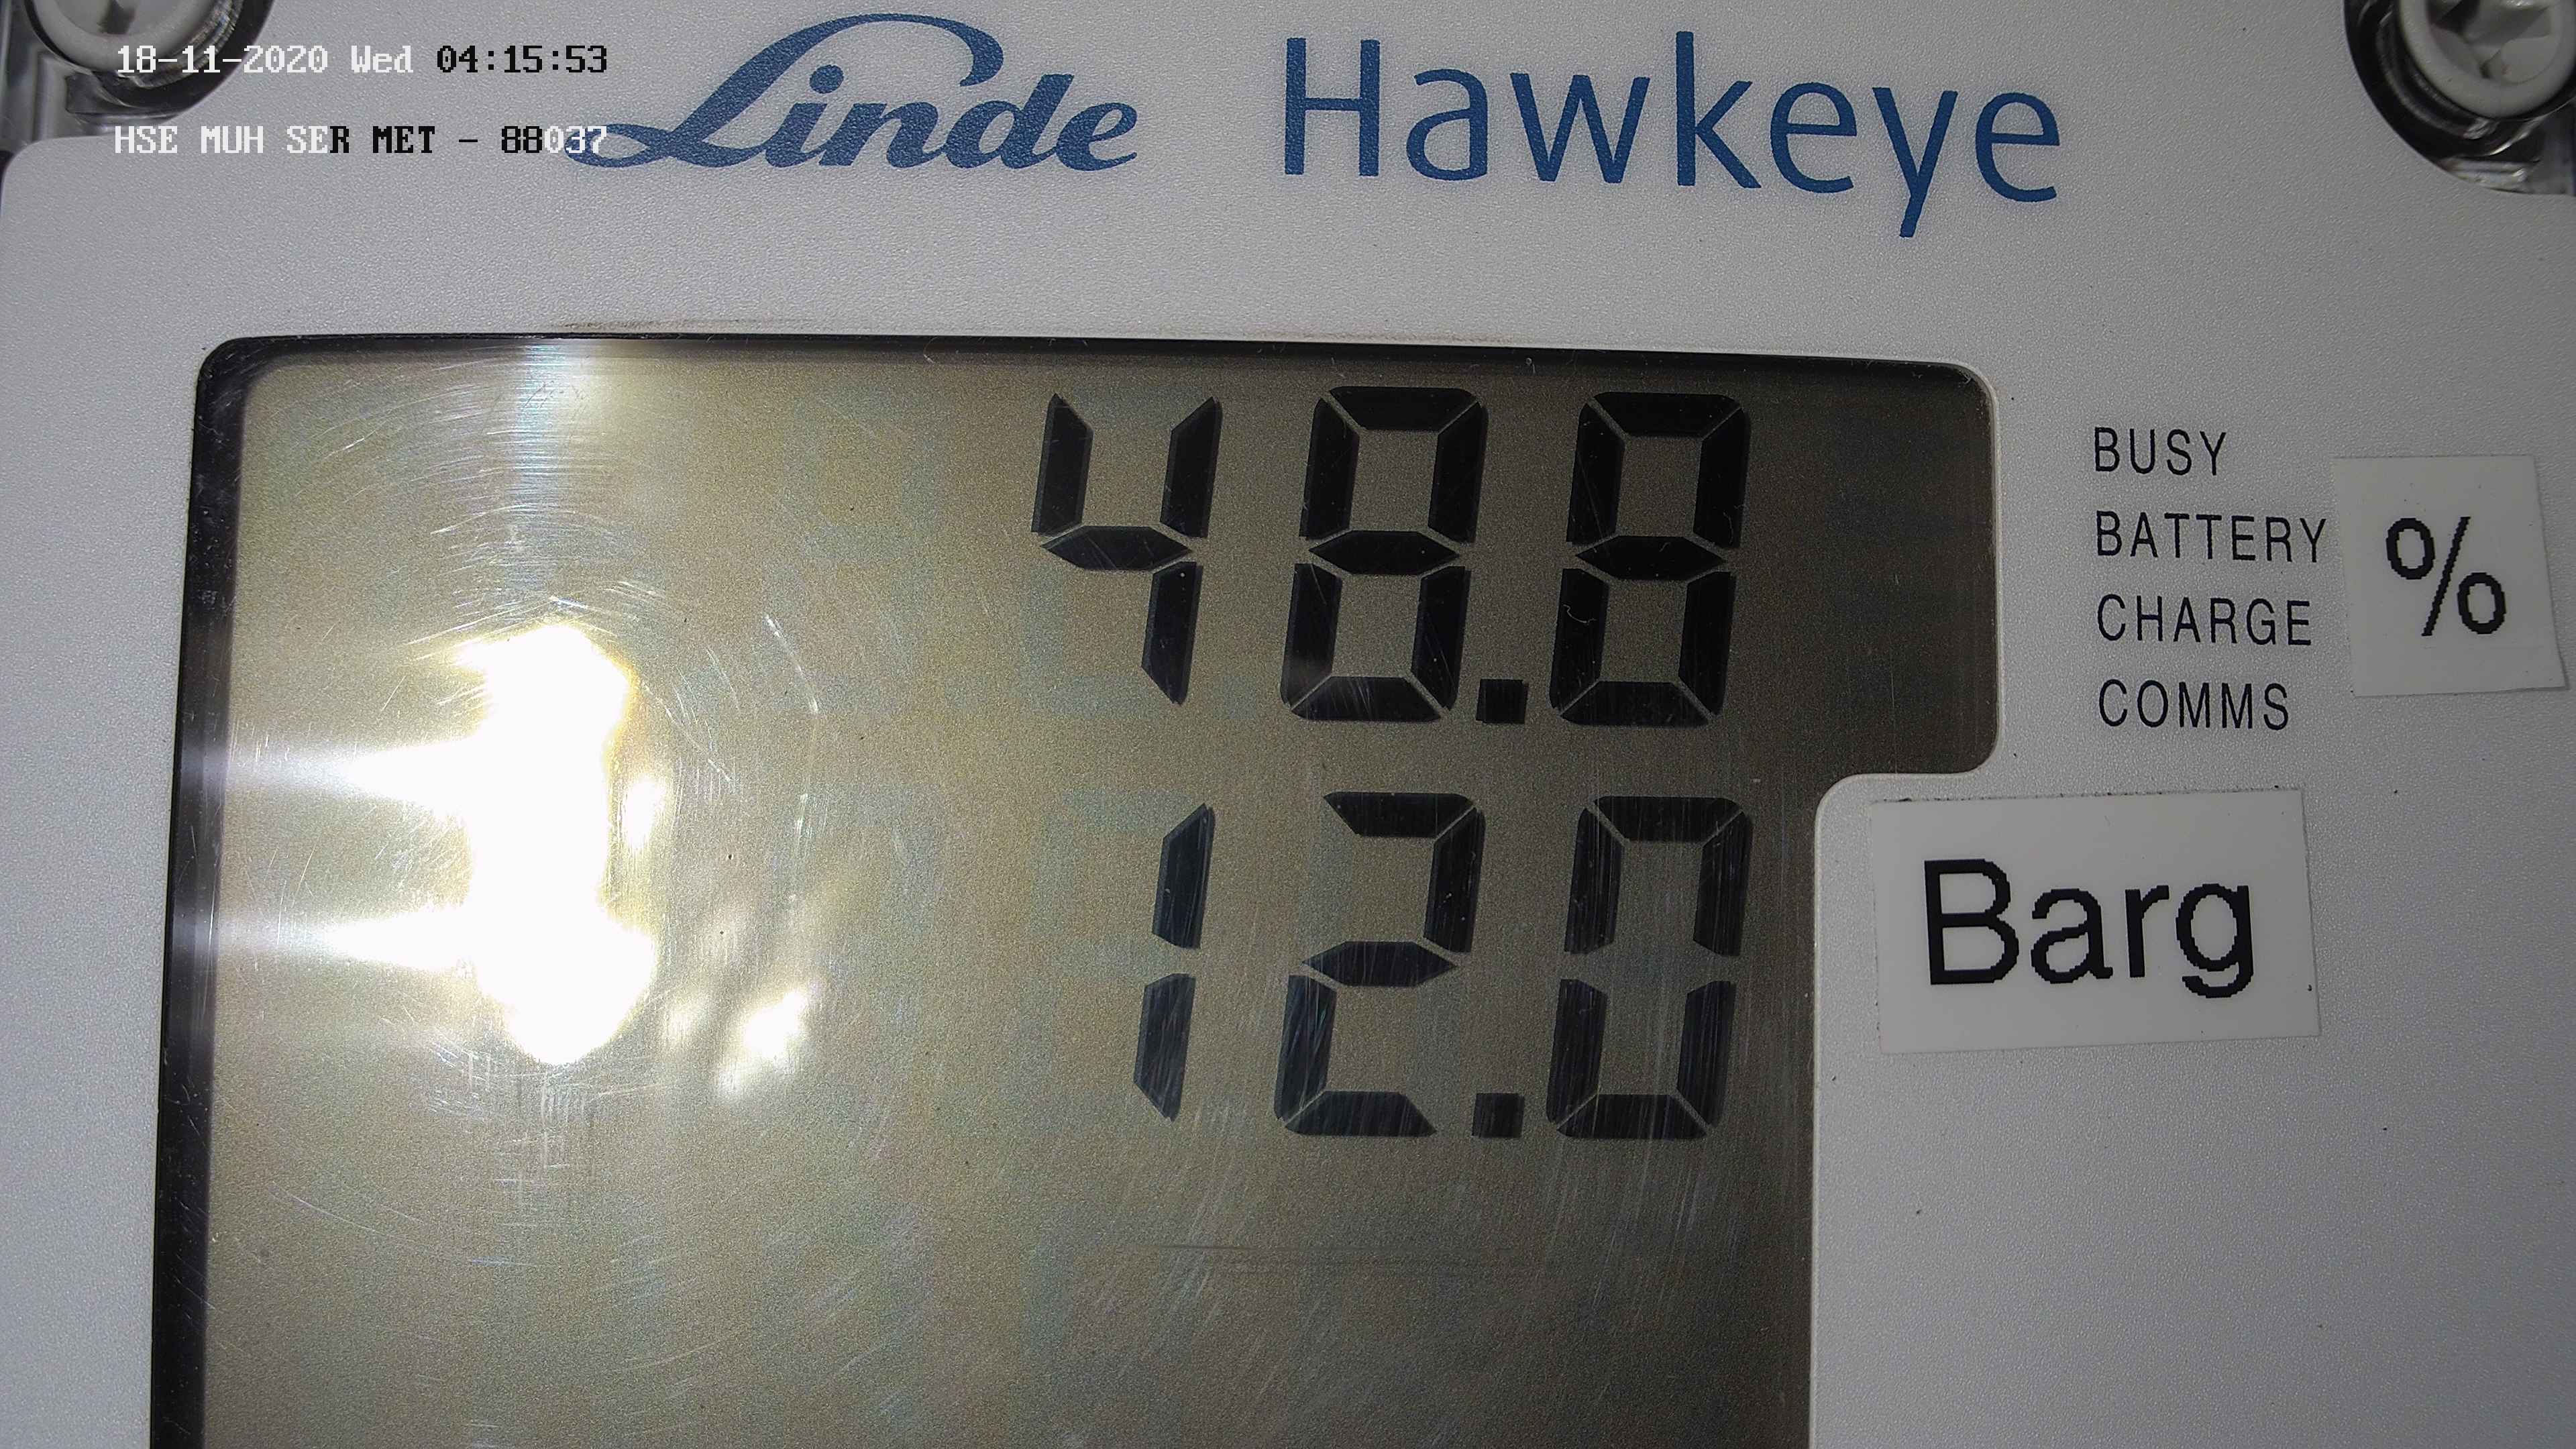 18-11-2020 Wed 04:15:53
HSE MUH SER MET - 88037
Linde Hawkeye
48.8
BUSY
BATTERY
CHARGE
COMMS
%
12.0
Barg